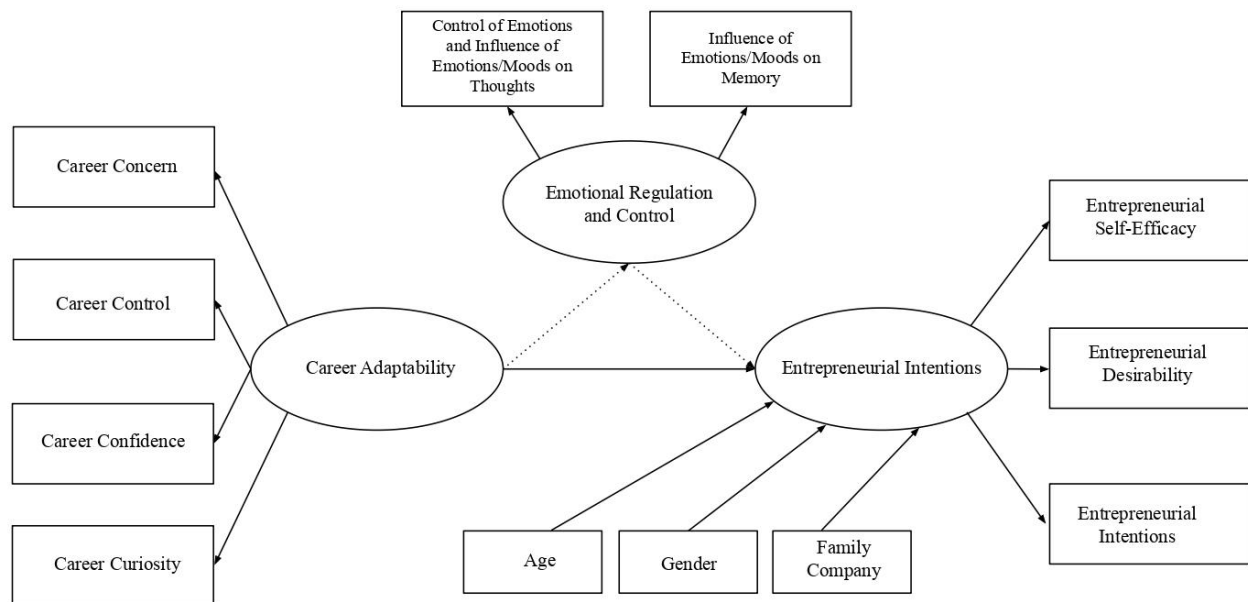 Control of Emotions
and Influence of
Emotions/Moods on
Thoughts
Influence of
Emotions/Moods on
Memory
Career Concern
Emotional Regulation
and Control
Entrepreneurial
Self-Efficacy
Career Control
Career Adaptability
Entrepreneurial Intentions
Entrepreneurial
Desirability
Career Confidence
Entrepreneurial
Intentions
Age
Gender
Family
Company
Career Curiosity